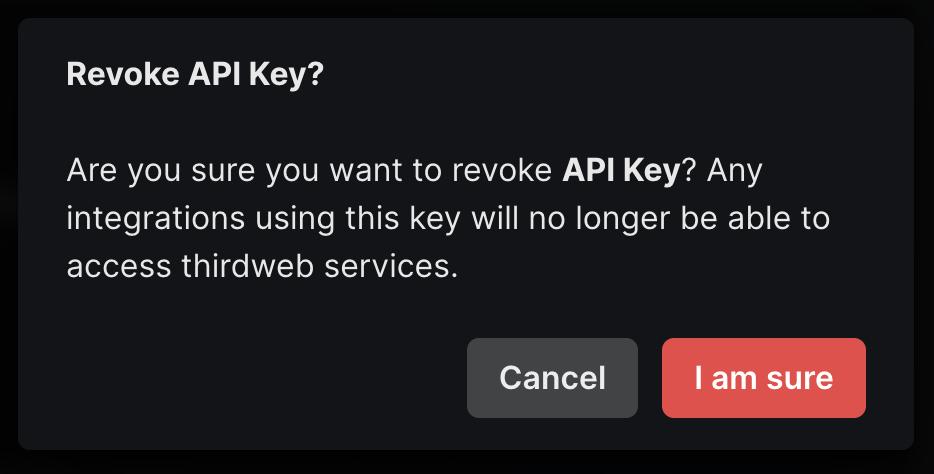 Revoke API Key?
Are you sure you want to revoke API Key? Any
integrations using this key will no longer be able to
access thirdweb services.
Cancel
I am sure